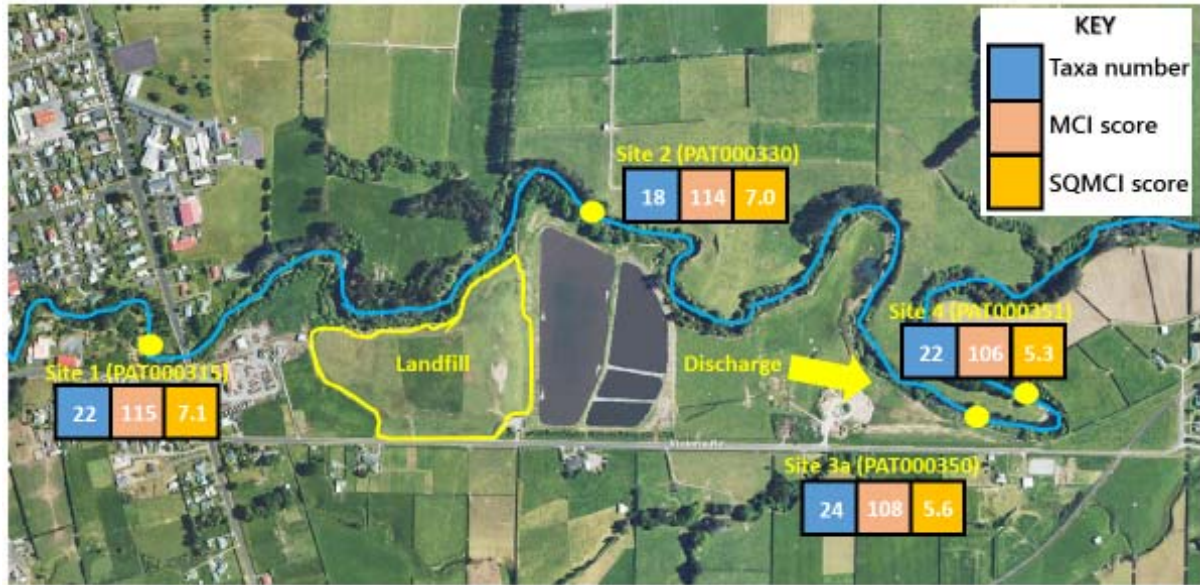 KEY
Taxa number
MCI score
SQMCI score
Site 2 (PAT000330)
18 114 7.0
Site 4 (PAT000351)
22 106 5.3
Landfill
Discharge
Site 1 (PAT000315)
22 115 7.1
Site 3a (PAT000350)
24 108 5.6